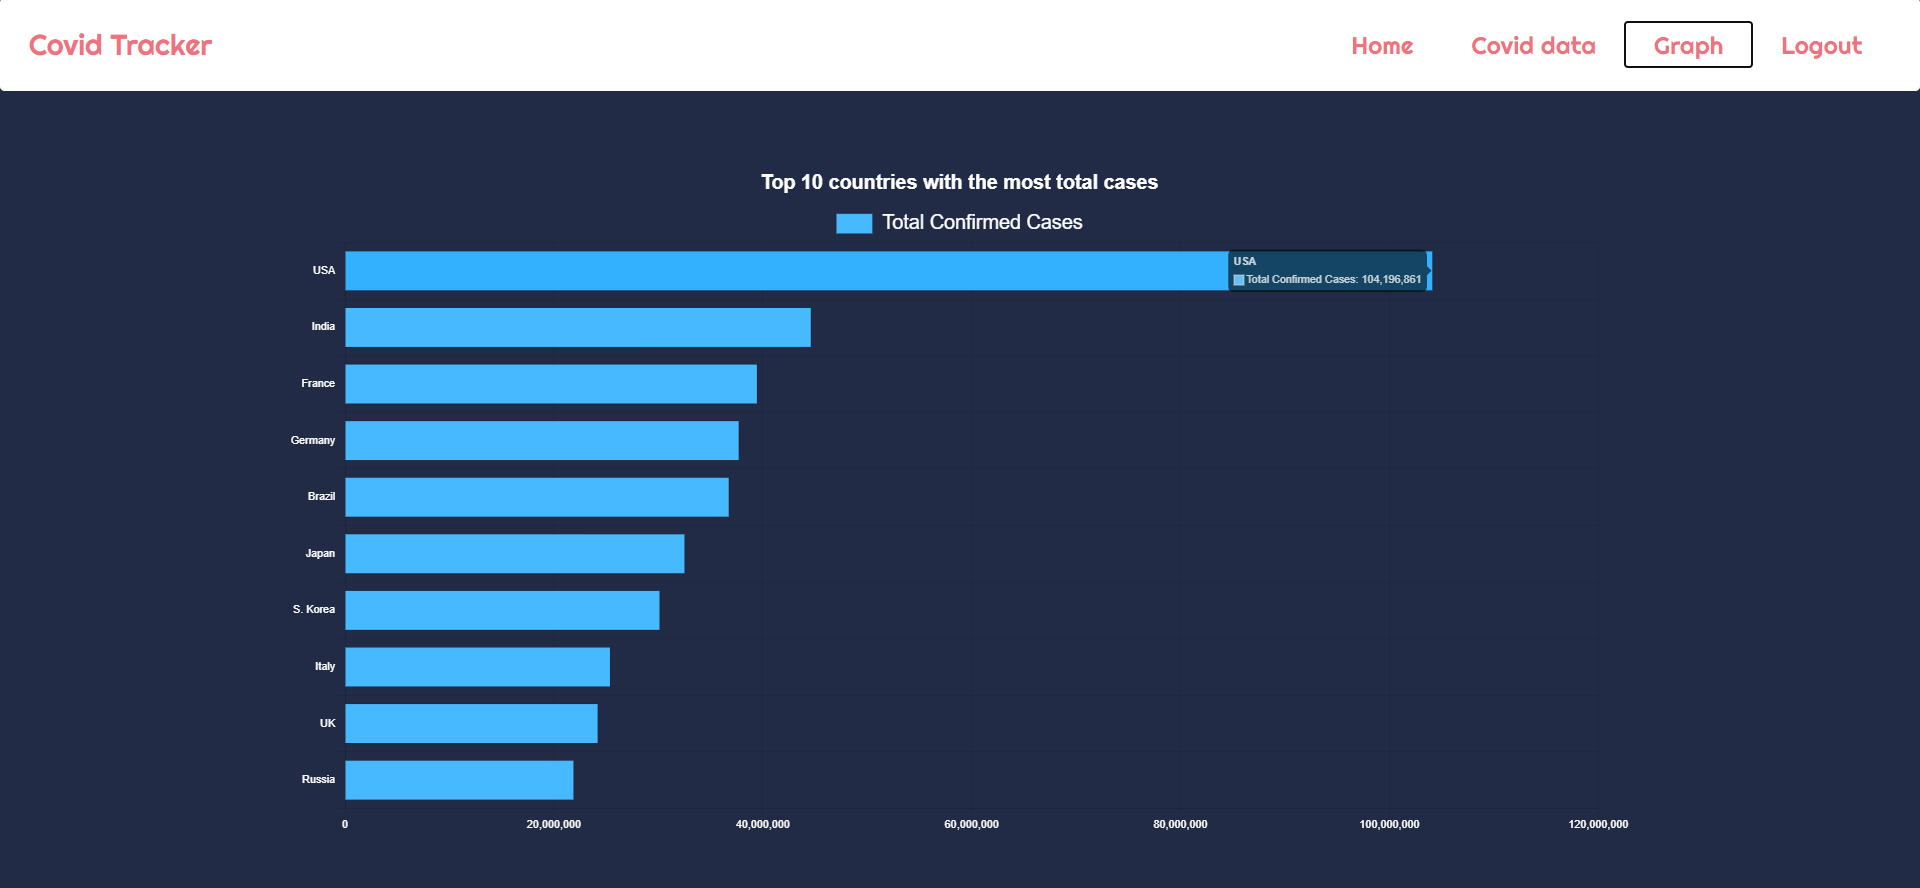 Covid Tracker
Home
Covid data
Graph
Logout
Top 10 countries with the most total cases
Total Confirmed Cases
USA
USA
Total Confirmed Cases: 104,196,861
India
France
Germany
Brazil
Japan
S. Korea
Italy
UK
Russia
0
20,000,000
40,000,000
60,000,000
80,000,000
100,000,000
120,000,000